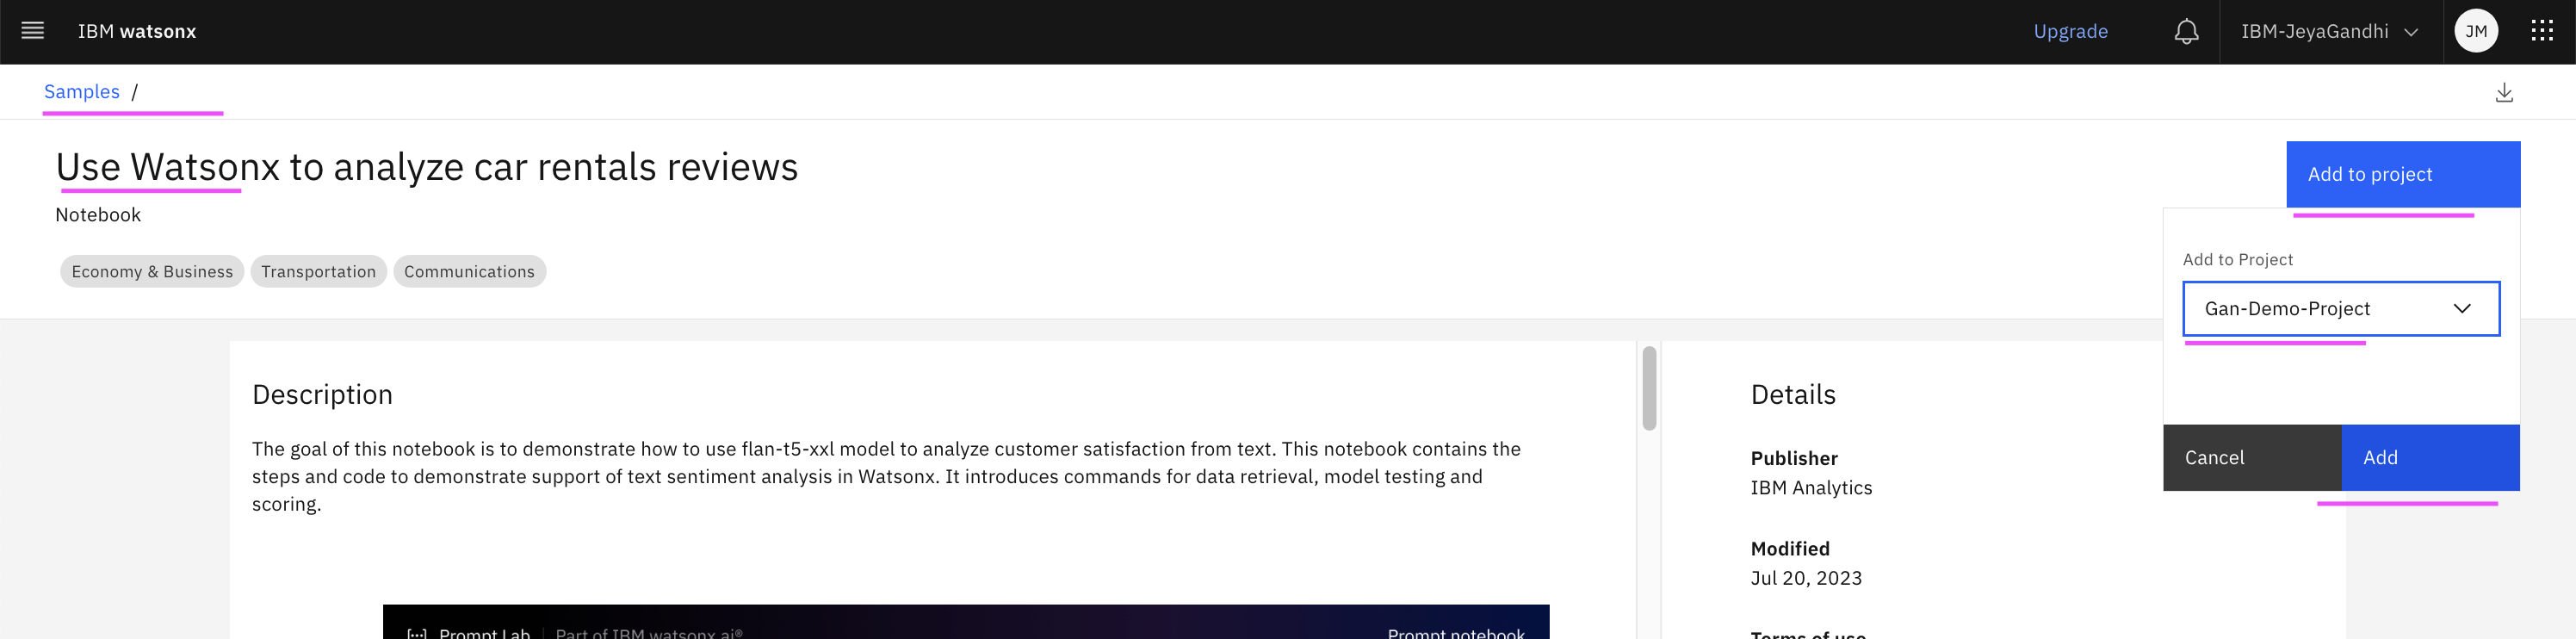 IBM watsonx
Upgrade
IBM-JeyaGandhi
JM
Samples /
Use Watsonx to analyze car rentals reviews
Notebook
Economy & Business
Transportation
Communications
Add to project
Add to Project
Gan-Demo-Project
Cancel
Add
Description
The goal of this notebook is to demonstrate how to use flan-t5-xxl model to analyze customer satisfaction from text. This notebook contains the
steps and code to demonstrate support of text sentiment analysis in Watsonx. It introduces commands for data retrieval, model testing and
scoring.
Prompt Lab
Part of IBM watsonx.ai®
Prompt notebook
Details
Publisher
IBM Analytics
Modified
Jul 20, 2023
Terms of use